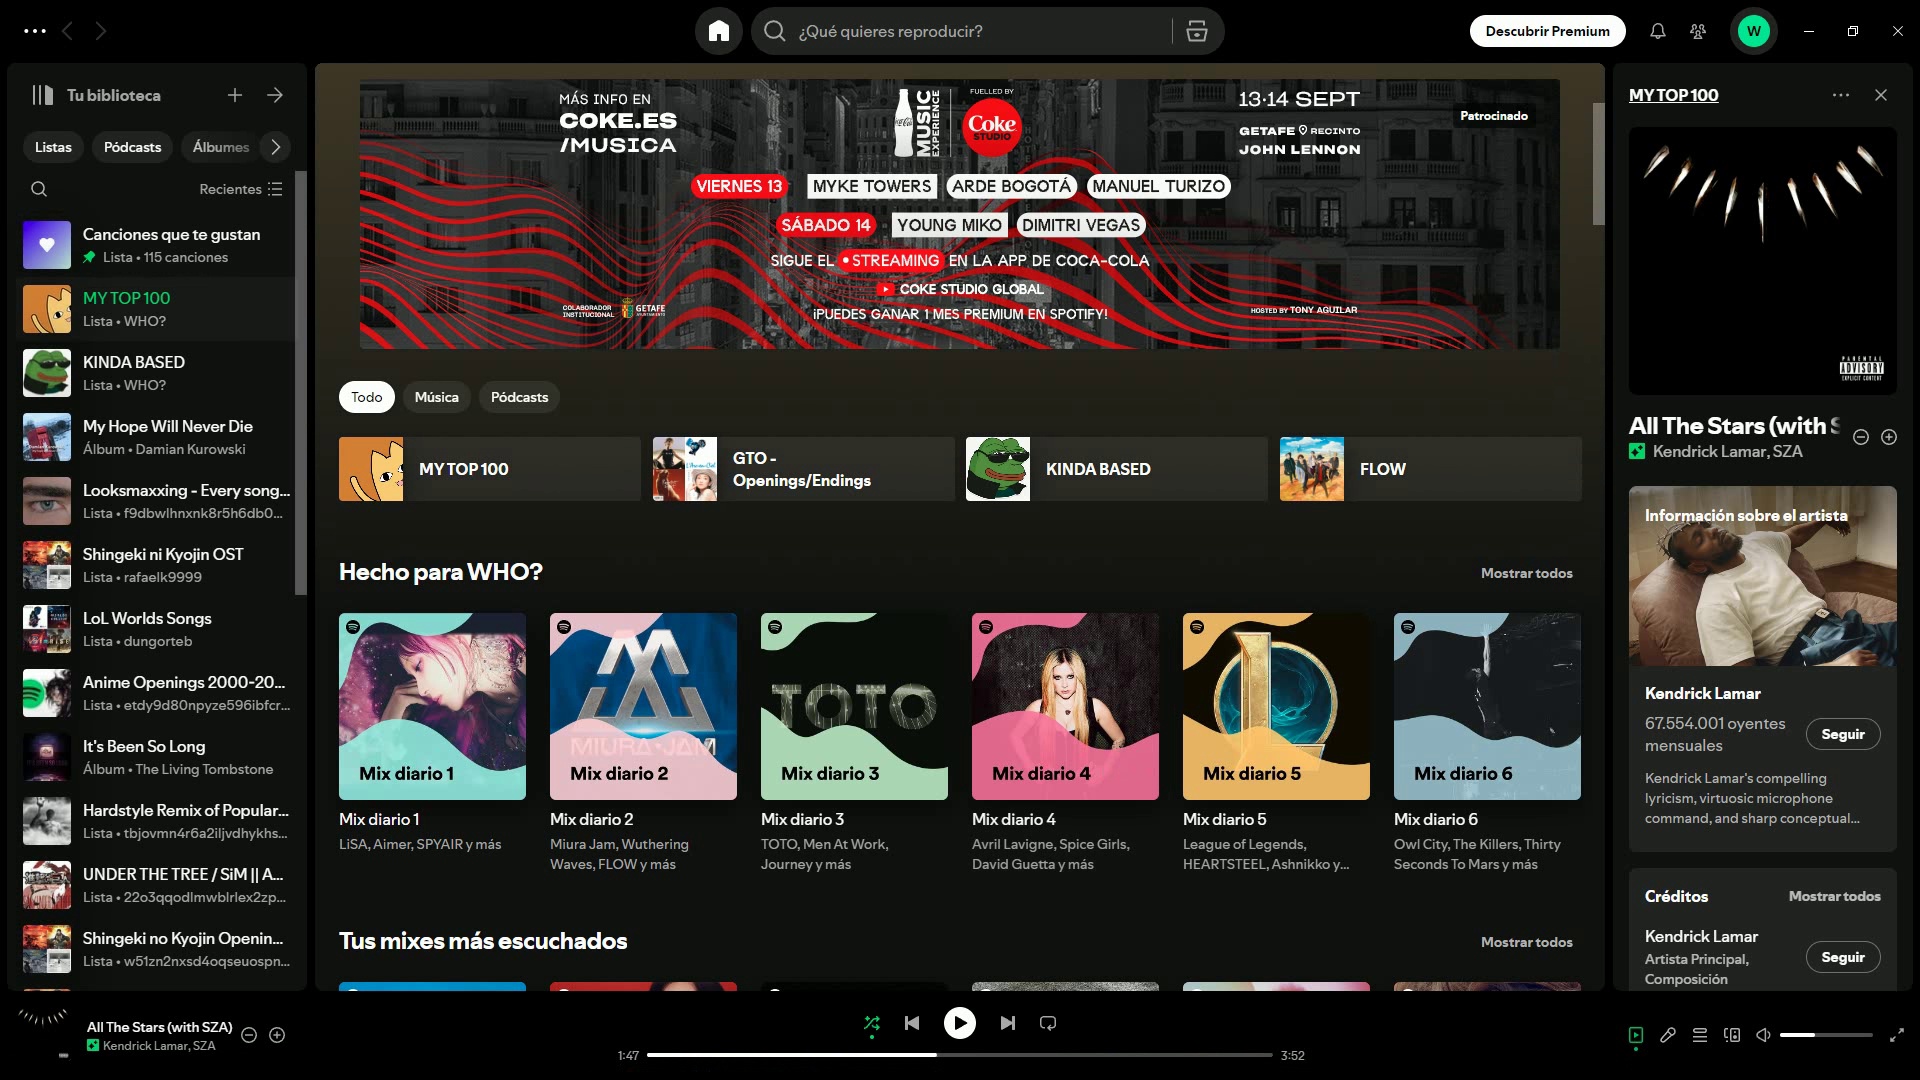 ¿Qué quieres reproducir?
Descubrir Premium
W
Tu biblioteca
Listas
Pódcasts
Álbumes
Recientes
Canciones que te gustan
Lista • 115 canciones
MY TOP 100
Lista • WHO?
KINDA BASED
Lista • WHO?
My Hope Will Never Die
Álbum • Damian Kurowski
Looksmaxxing - Every song...
Lista • f9dbwlhnxnk8r5h6db0...
Shingeki ni Kyojin OST
Lista • rafaelk9999
LoL Worlds Songs
Lista • dungorteb
Anime Openings 2000-20...
Lista • etdy9d80npyze596ibfcr...
It's Been So Long
Álbum • The Living Tombstone
Hardstyle Remix of Popular...
Lista • tbjovmn4r6a2iljvdhykhs...
UNDER THE TREE / SiM || A...
Lista • 22o3qqodlmwblrlex2zp...
Shingeki no Kyojin Openin...
Lista • w51zn2nxsd4oqseuospn...
MÁS INFO EN
COKE.ES
/MUSICA
Coca-Cola
MUSIC
EXPERIENCE
FUELLED BY
Coke
STUDIO
13·14 SEPT
GETAFE RECINTO
JOHN LENNON
Patrocinado
VIERNES 13 MYKE TOWERS ARDE BOGOTÁ MANUEL TURIZO
SÁBADO 14 YOUNG MIKO DIMITRI VEGAS
SIGUE EL • STREAMING EN LA APP DE COCA-COLA
COKE STUDIO GLOBAL
¡PUEDES GANAR 1 MES PREMIUM EN SPOTIFY!
COLABORADOR
INSTITUCIONAL
GETAFE
HOSTED BY TONY AGUILAR
Todo
Música
Pódcasts
MY TOP 100
GTO -
Openings/Endings
KINDA BASED
FLOW
Hecho para WHO?
Mostrar todos
Mix diario 1
Mix diario 1
LiSA, Aimer, SPYAIR y más
MIURA·JAM
Mix diario 2
Mix diario 2
Miura Jam, Wuthering
Waves, FLOW y más
TOTO
Mix diario 3
Mix diario 3
TOTO, Men At Work,
Journey y más
Mix diario 4
Mix diario 4
Avril Lavigne, Spice Girls,
David Guetta y más
Mix diario 5
Mix diario 5
League of Legends,
HEARTSTEEL, Ashnikko y...
Mix diario 6
Mix diario 6
Owl City, The Killers, Thirty
Seconds To Mars y más
Tus mixes más escuchados
Mostrar todos
MY TOP 100
PARENTAL
ADVISORY
EXPLICIT CONTENT
All The Stars (with S
Kendrick Lamar, SZA
Información sobre el artista
Kendrick Lamar
67.554.001 oyentes
mensuales
Seguir
Kendrick Lamar's compelling
lyricism, virtuosic microphone
command, and sharp conceptual...
Créditos
Mostrar todos
Kendrick Lamar
Artista Principal,
Composición
Seguir
All The Stars (with SZA)
Kendrick Lamar, SZA
1:47
3:52